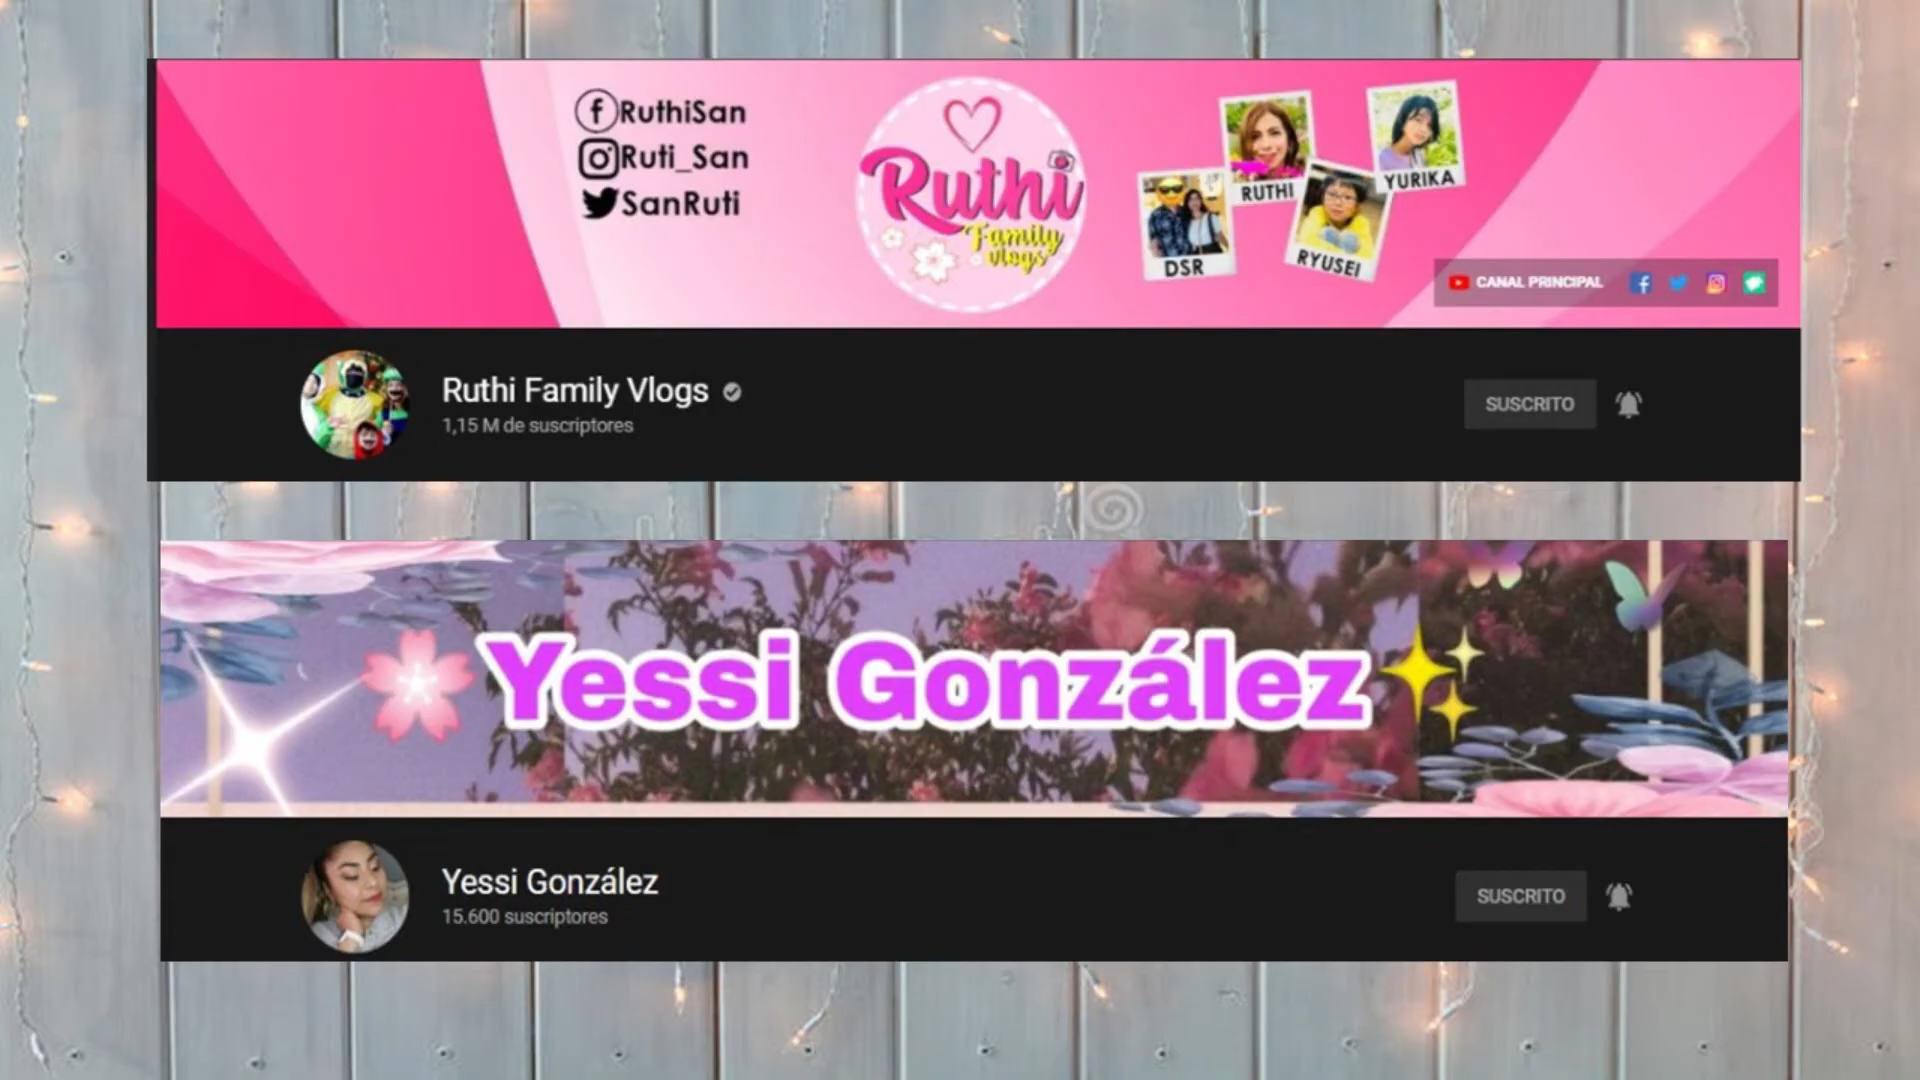 RuthiSan
Ruti_San
SanRuti
Ruthi
Family
vlogs
DSR
RUTHI
RYUSEI
YURIKA
CANAL PRINCIPAL
Ruthi Family Vlogs
1,15 M de suscriptores
SUSCRITO
Yessi González
Yessi González
15.600 suscriptores
SUSCRITO